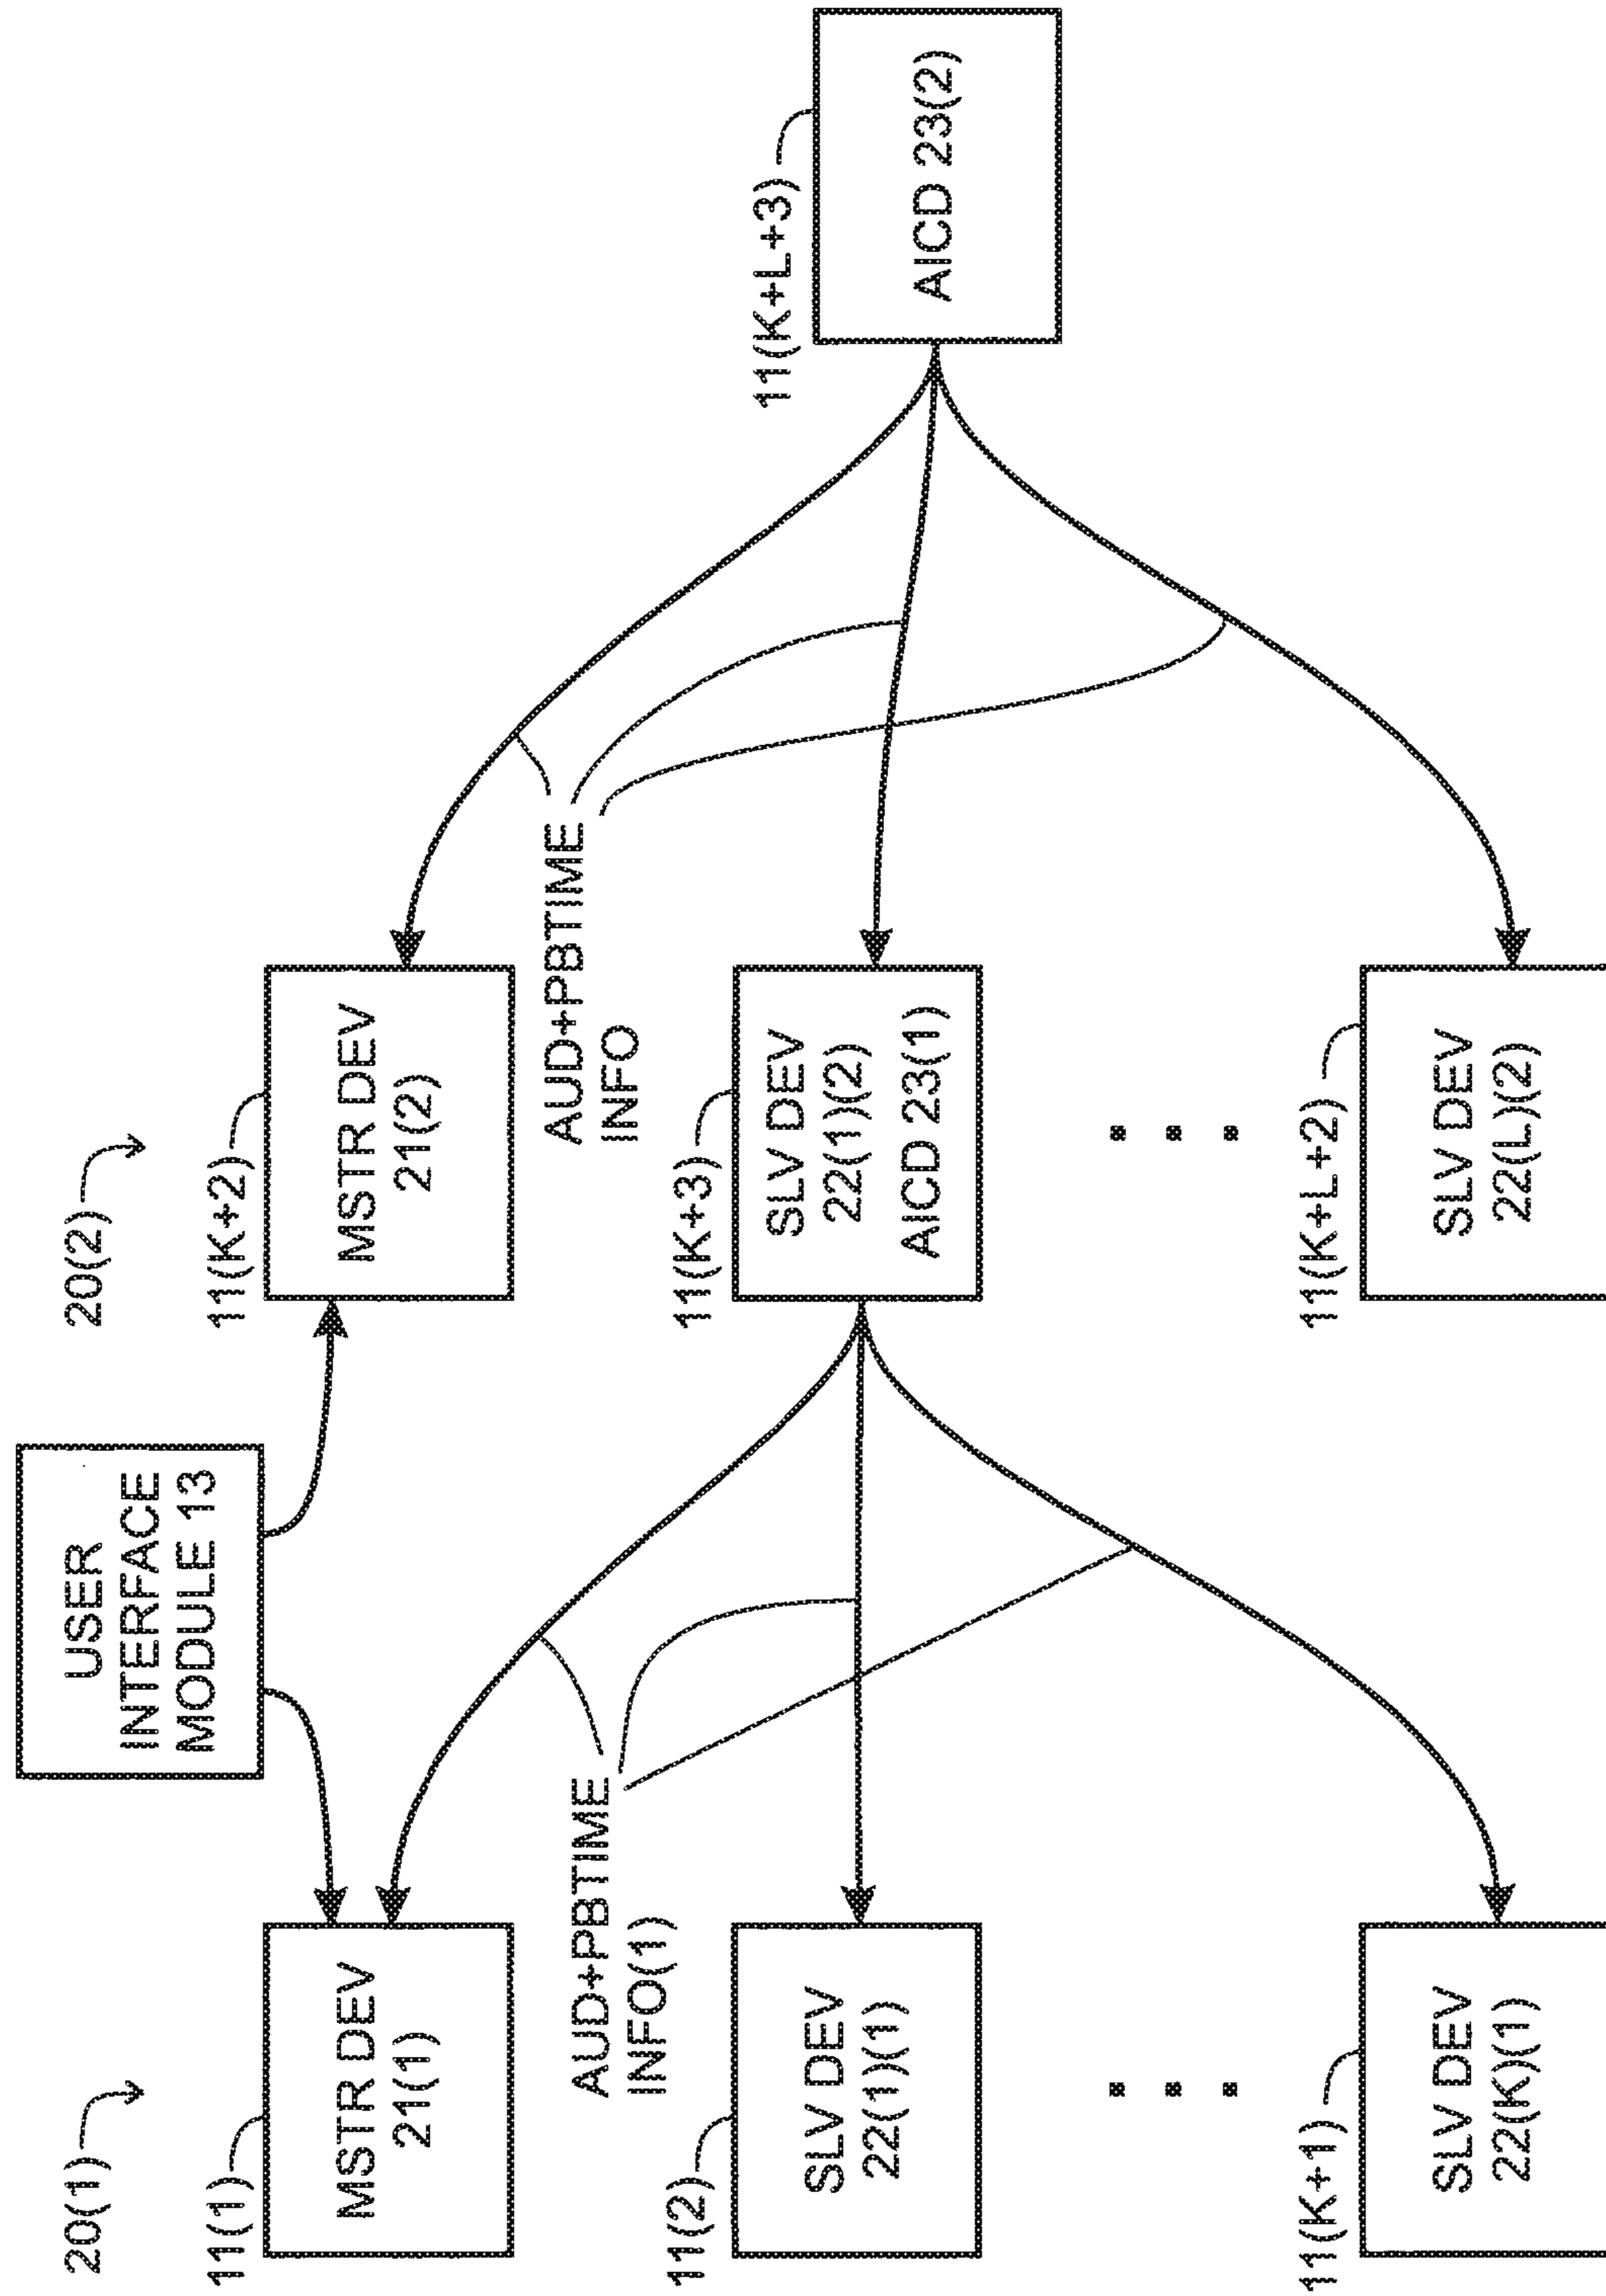 20(1)
11(1)
MSTR DEV
21(1)
AUD+PBTIME
INFO(1)
11(2)
SLV DEV
22(1)(1)
11(K+1)
SLV DEV
22(K)(1)
USER
INTERFACE
MODULE 13
20(2)
11(K+2)
MSTR DEV
21(2)
AUD+PBTIME
INFO
11(K+3)
SLV DEV
22(1)(2)
AICD 23(1)
11(K+L+2)
SLV DEV
22(L)(2)
11(K+L+3)
AICD 23(2)